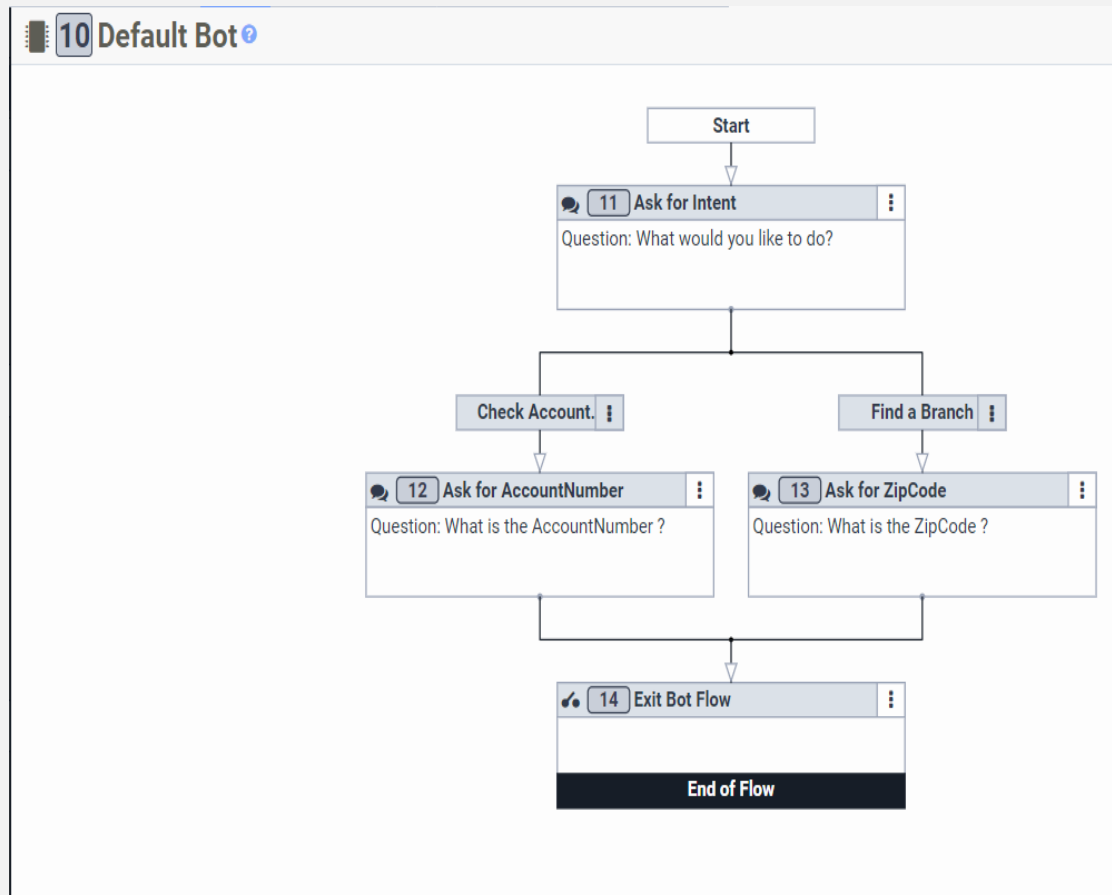 10 Default Bot ?
Start
11 Ask for Intent
Question: What would you like to do?
Check Account.
Find a Branch
12 Ask for AccountNumber
Question: What is the AccountNumber ?
13 Ask for ZipCode
Question: What is the ZipCode ?
14 Exit Bot Flow
End of Flow